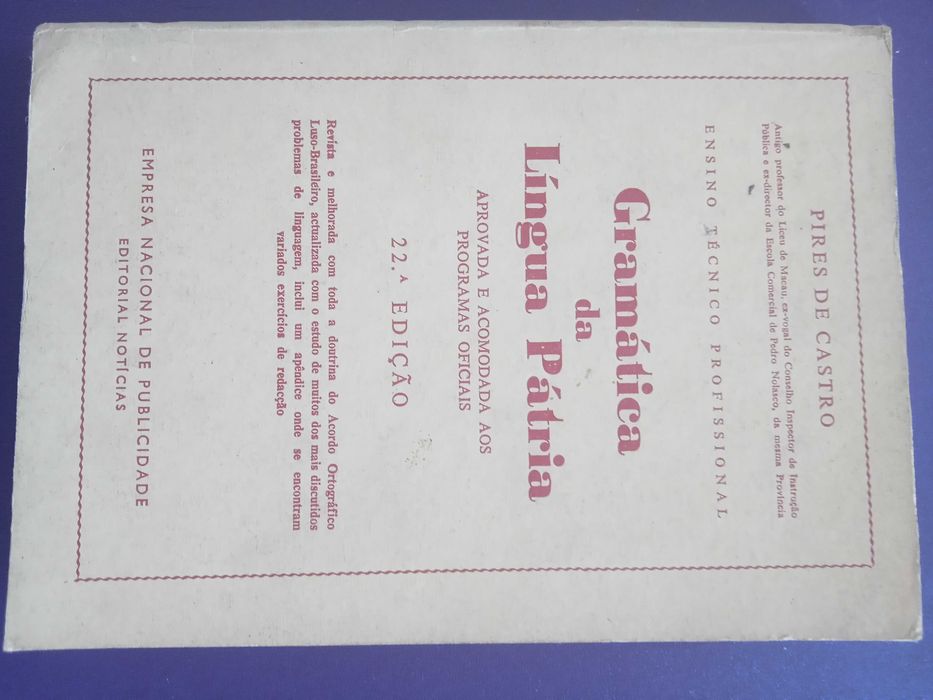 PIRES DE CASTRO
Antigo professor do Liceu de Macau, ex-vogal do Conselho Inspector de Instrução
Pública e ex-director da Escola Comercial de Pedro Nolasco, da mesma Província
ENSINO TÉCNICO PROFISSIONAL
Gramática
da
Língua Pátria
APROVADA E ACOMODADA AOS
PROGRAMAS OFICIAIS
22.ª EDIÇÃO
Revista e melhorada com toda a doutrina do Acordo Ortográfico
Luso-Brasileiro, actualizada com o estudo de muitos dos mais discutidos
problemas de linguagem, inclui um apêndice onde se encontram
variados exercícios de redacção
EMPRESA NACIONAL DE PUBLICIDADE
EDITORIAL NOTÍCIAS